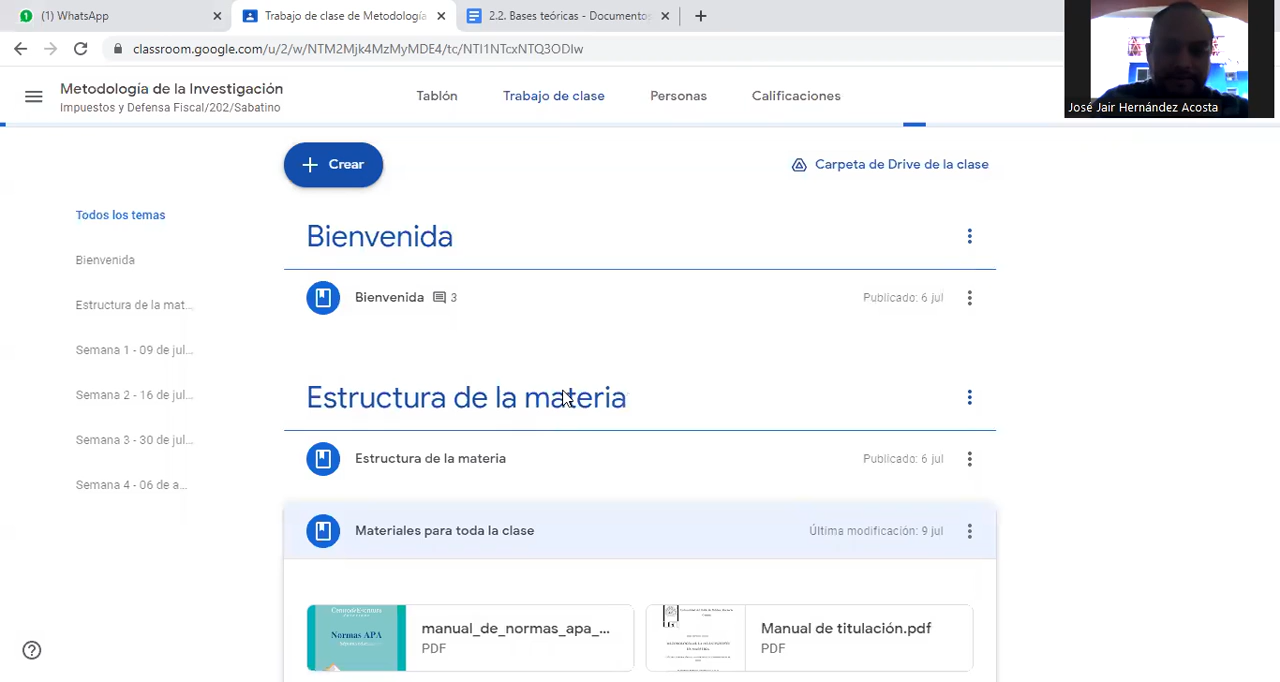 (1) WhatsApp
Trabajo de clase de Metodología
2.2. Bases teóricas - Documentos
classroom.google.com/u/2/w/NTM2Mjk4MzMyMDE4/tc/NTI1NTcxNTQ3ODIw
Metodología de la Investigación
Impuestos y Defensa Fiscal/202/Sabatino
Tablón
Trabajo de clase
Personas
Calificaciones
José Jair Hernández Acosta
Crear
Carpeta de Drive de la clase
Todos los temas
Bienvenida
Estructura de la mat...
Semana 1 - 09 de jul...
Semana 2 - 16 de jul...
Semana 3 - 30 de jul...
Semana 4 - 06 de a...
Bienvenida
Bienvenida 3
Publicado: 6 jul
Estructura de la materia
Estructura de la materia
Publicado: 6 jul
Materiales para toda la clase
Última modificación: 9 jul
Normas APA
manual_de_normas_apa_...
PDF
Manual de titulación.pdf
PDF